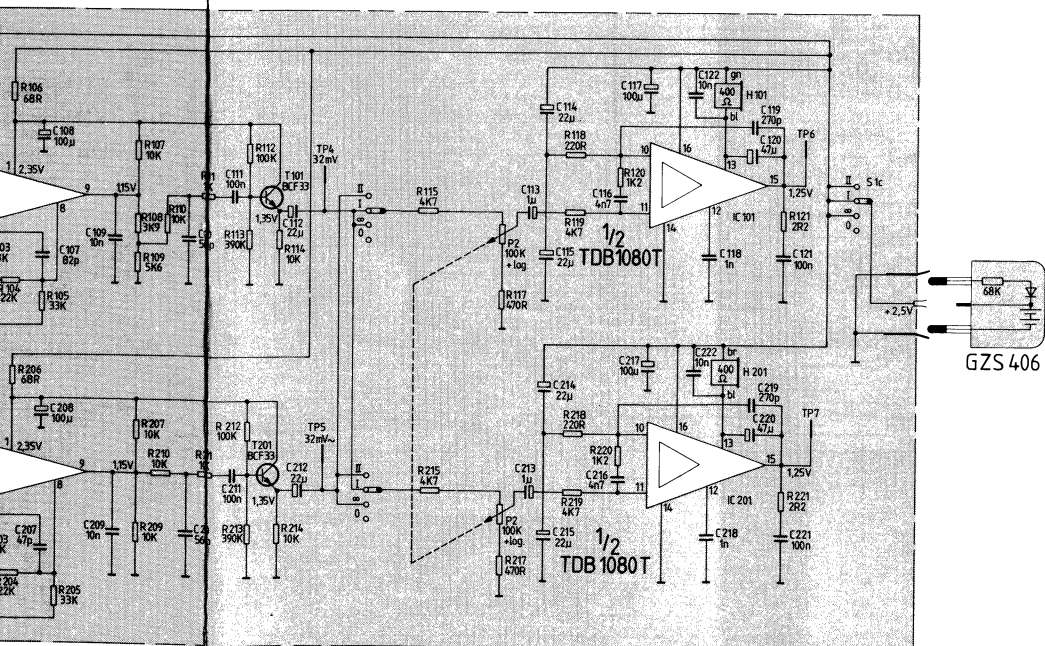 R106
68R
C108
100μ
1
2,35V
9
8
1,15V
R107
10K
C109
10n
R108
3K9
R110
10K
R109
5K6
C107
82p
R105
33K
22K
C111
100n
R112
100K
T101
BCF33
1,35V
C112
22μ
R113
390K
R114
10K
TP4
32mV
II
I
∞
0
R115
4K7
P2
100K
+log.
R117
470R
C113
1μ
C114
22μ
R118
220R
R119
4K7
C115
22μ
R120
1K2
C116
4n7
1/2
TDB1080T
C117
100μ
C122
10n
gn
400
Ω
H101
bl
C119
270p
C120
47μ
10
11
16
13
15
12
14
IC101
C118
1n
TP6
1,25V
R121
2R2
C121
100n
II
I
∞
0
S1c
+2,5V
68K
GZS 406
R206
68R
C208
100μ
1
2,35V
9
8
1,15V
R207
10K
R210
10K
C209
10n
R209
10K
C207
47p
R205
33K
22K
C211
100n
R212
100K
T201
BCF33
1,35V
C212
22μ
R213
390K
R214
10K
TP5
32mV~
II
I
∞
0
R215
4K7
P2
100K
+log.
R217
470R
C213
1μ
C214
22μ
R218
220R
R219
4K7
C215
22μ
R220
1K2
C216
4n7
1/2
TDB1080T
C217
100μ
C222
10n
br
400
Ω
H201
bl
C219
270p
C220
47μ
10
11
16
13
15
12
14
IC201
C218
1n
TP7
1,25V
R221
2R2
C221
100n